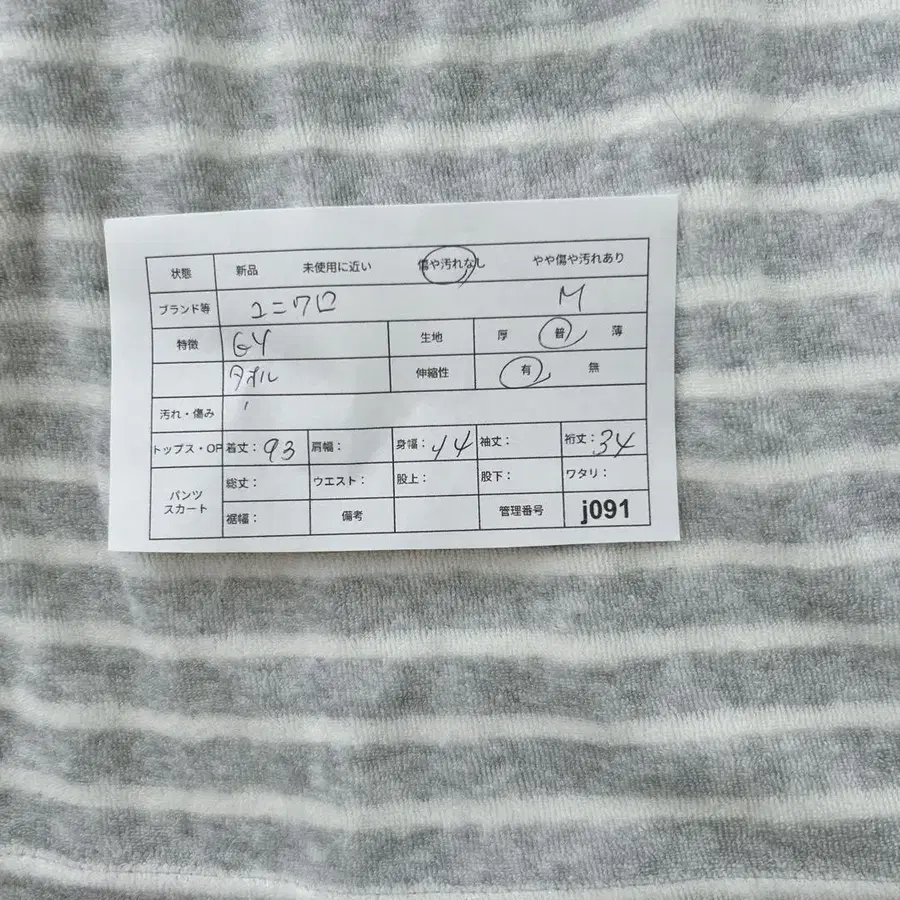 状態 新品 未使用に近い 傷や汚れなし やや傷や汚れあり
ブランド等 ユニクロ M
特徴 GY 生地 厚 普 薄
タオル 伸縮性 有 無
汚れ・傷み
トップス・OP 着丈: 93 肩幅: 身幅: 44 袖丈: 裄丈: 34
パンツ スカート 総丈: ウエスト: 股上: 股下: ワタリ:
裾幅: 備考 管理番号 j091